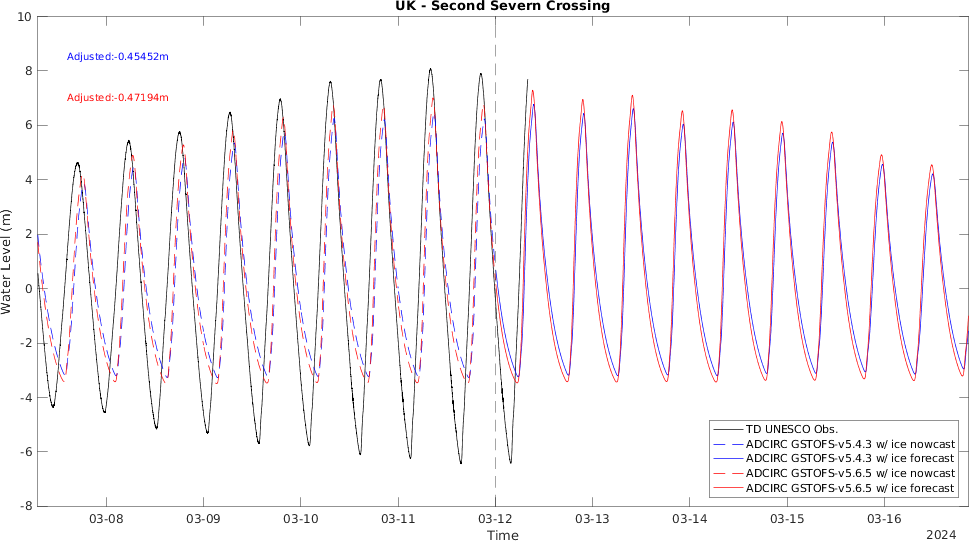 UK - Second Severn Crossing
10
8
6
4
2
0
-2
-4
-6
-8
Water Level (m)
Adjusted:-0.45452m
Adjusted:-0.47194m
TD UNESCO Obs.
ADCIRC GSTOFS-v5.4.3 w/ ice nowcast
ADCIRC GSTOFS-v5.4.3 w/ ice forecast
ADCIRC GSTOFS-v5.6.5 w/ ice nowcast
ADCIRC GSTOFS-v5.6.5 w/ ice forecast
03-08 03-09 03-10 03-11 03-12 03-13 03-14 03-15 03-16
Time
2024